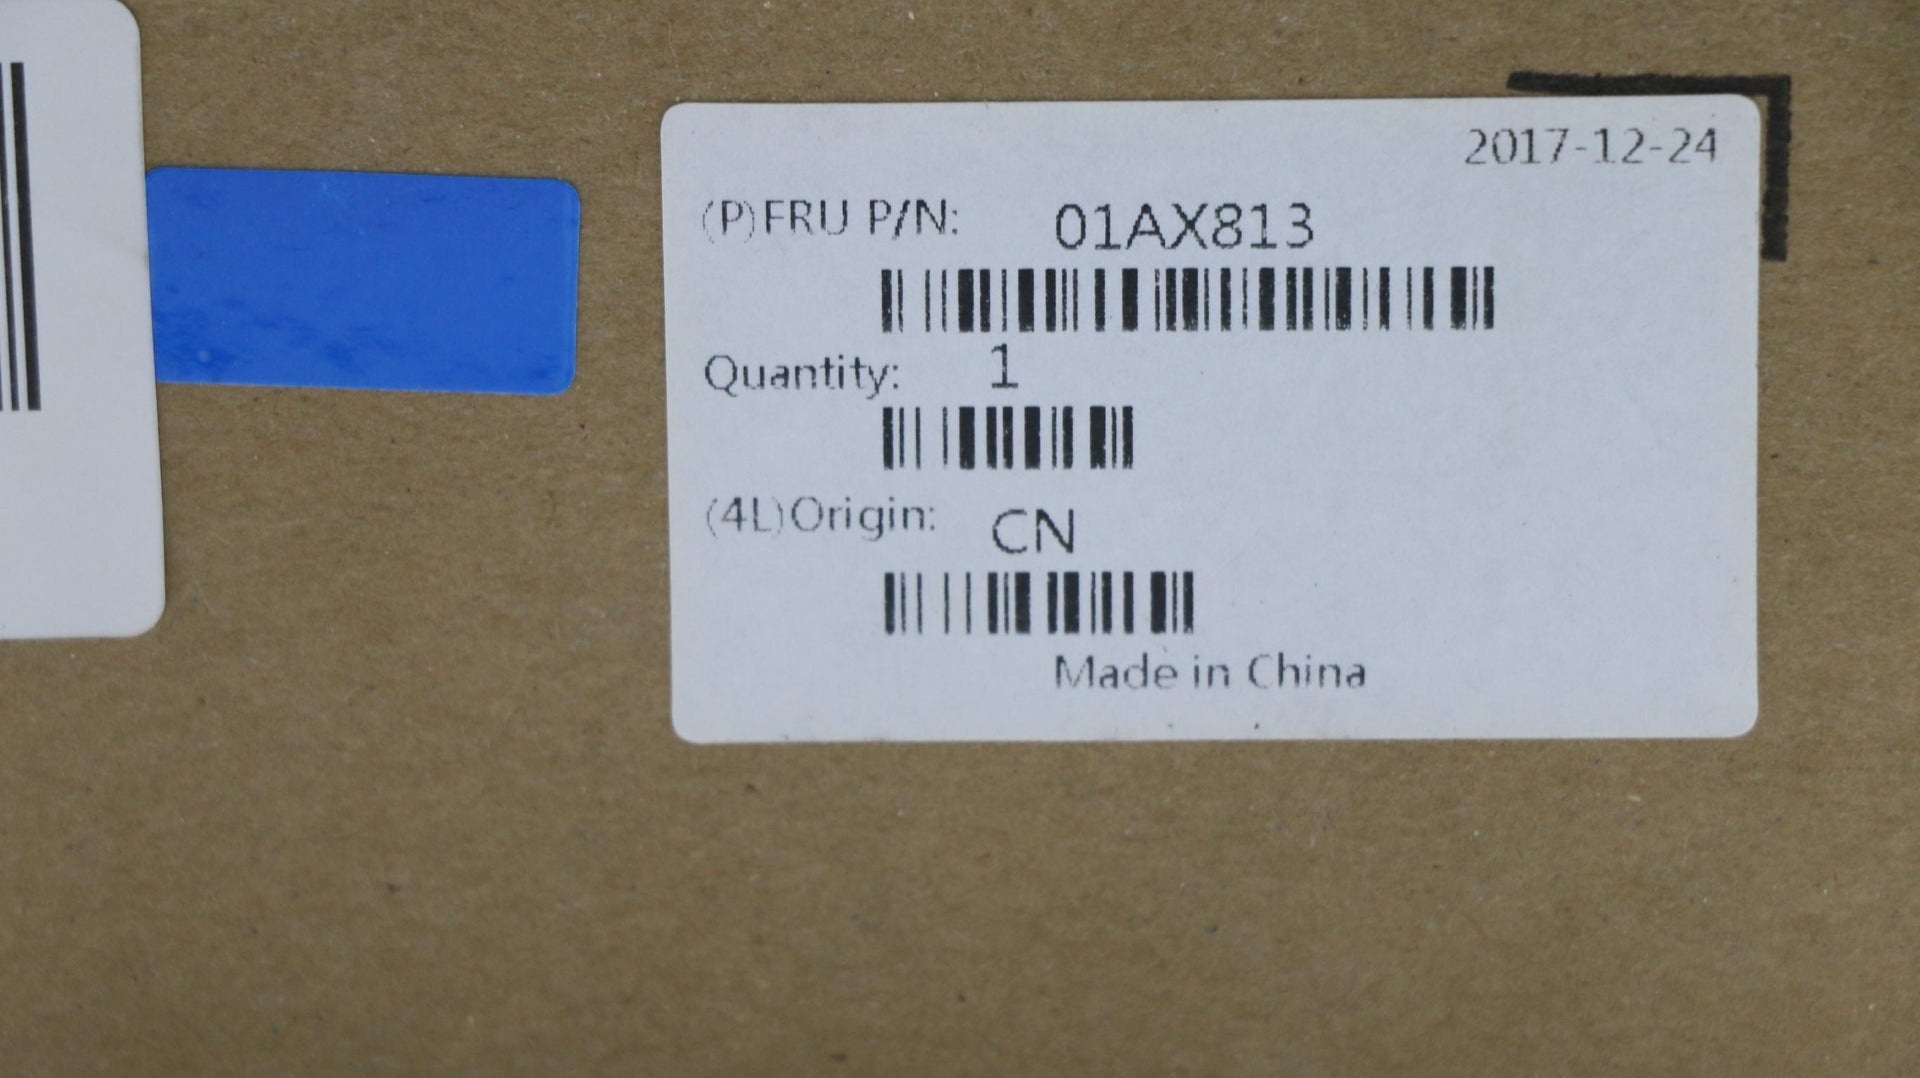 2017-12-24
(P)FRU P/N: 01AX813
Quantity: 1
(4L)Origin: CN
Made in China